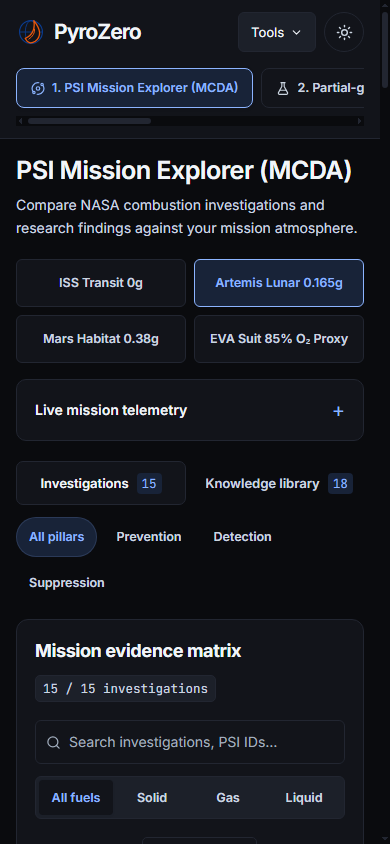 PyroZero
Tools
1. PSI Mission Explorer (MCDA)
2. Partial-g
PSI Mission Explorer (MCDA)
Compare NASA combustion investigations and
research findings against your mission atmosphere.
ISS Transit 0g
Artemis Lunar 0.165g
Mars Habitat 0.38g
EVA Suit 85% O₂ Proxy
Live mission telemetry
+
Investigations 15
Knowledge library 18
All pillars
Prevention
Detection
Suppression
Mission evidence matrix
15 / 15 investigations
Search investigations, PSI IDs...
All fuels
Solid
Gas
Liquid